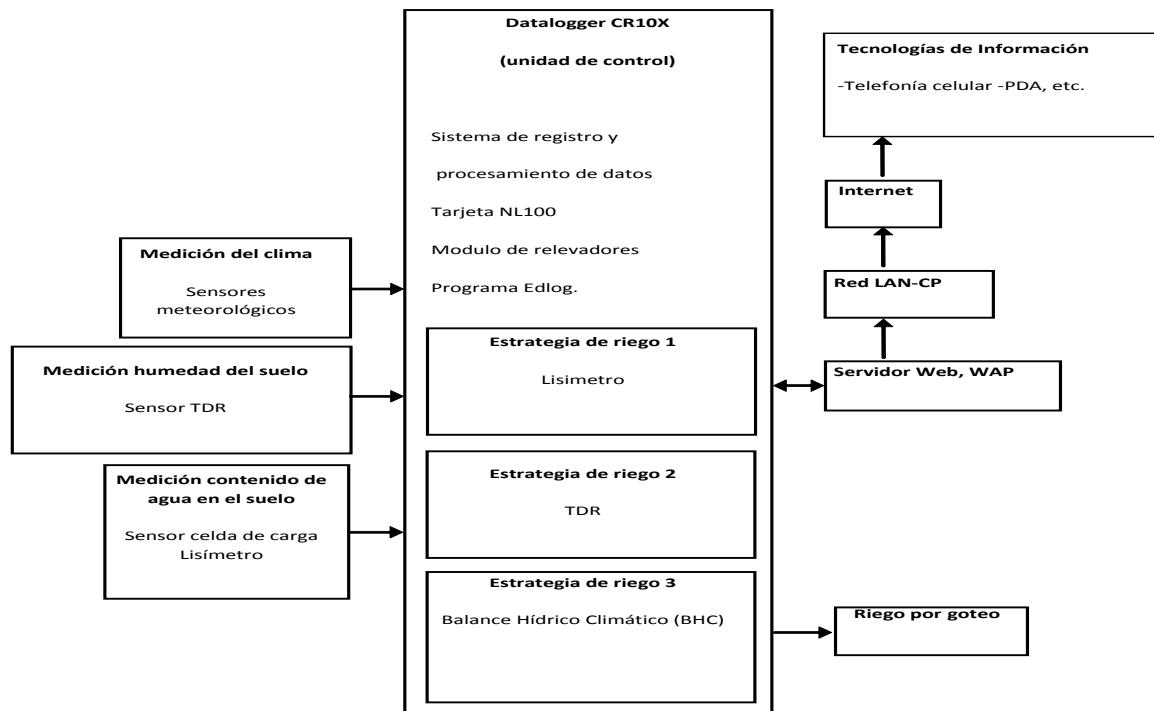 Datalogger CR10X
(unidad de control)
Sistema de registro y
procesamiento de datos
Tarjeta NL100
Modulo de relevadores
Programa Edlog.
Medición del clima
Sensores
meteorológicos
Medición humedad del suelo
Sensor TDR
Medición contenido de
agua en el suelo
Sensor celda de carga
Lisímetro
Estrategia de riego 1
Lisimetro
Estrategia de riego 2
TDR
Estrategia de riego 3
Balance Hídrico Climático (BHC)
Tecnologías de Información
-Telefonía celular -PDA, etc.
Internet
Red LAN-CP
Servidor Web, WAP
Riego por goteo